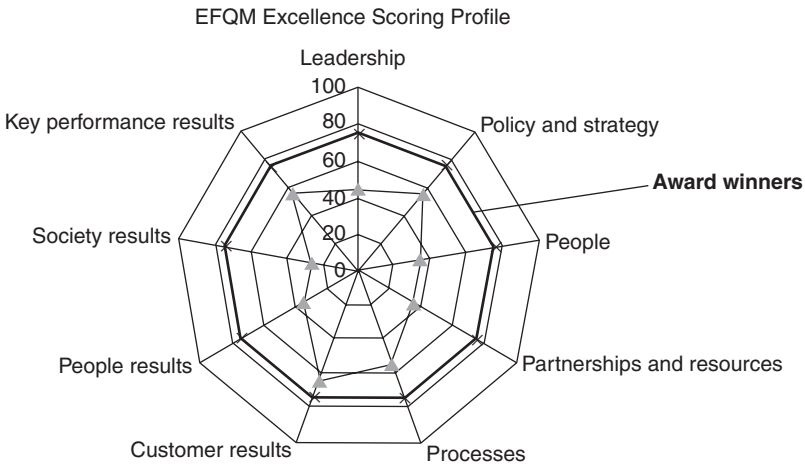 EFQM Excellence Scoring Profile
Leadership
100
80
60
40
20
0
Key performance results
Policy and strategy
Award winners
Society results
People
People results
Partnerships and resources
Customer results
Processes